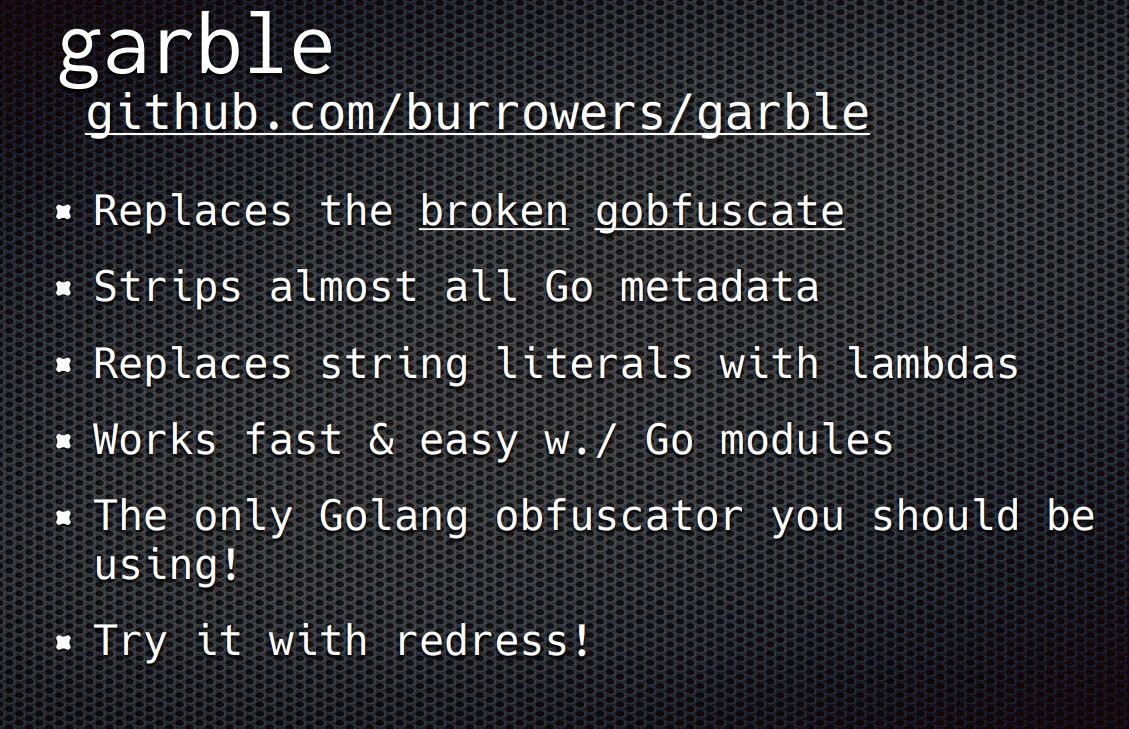 garble
github.com/burrowers/garble
Replaces the broken gobfuscate
Strips almost all Go metadata
Replaces string literals with lambdas
Works fast & easy w./ Go modules
The only Golang obfuscator you should be
using!
Try it with redress!